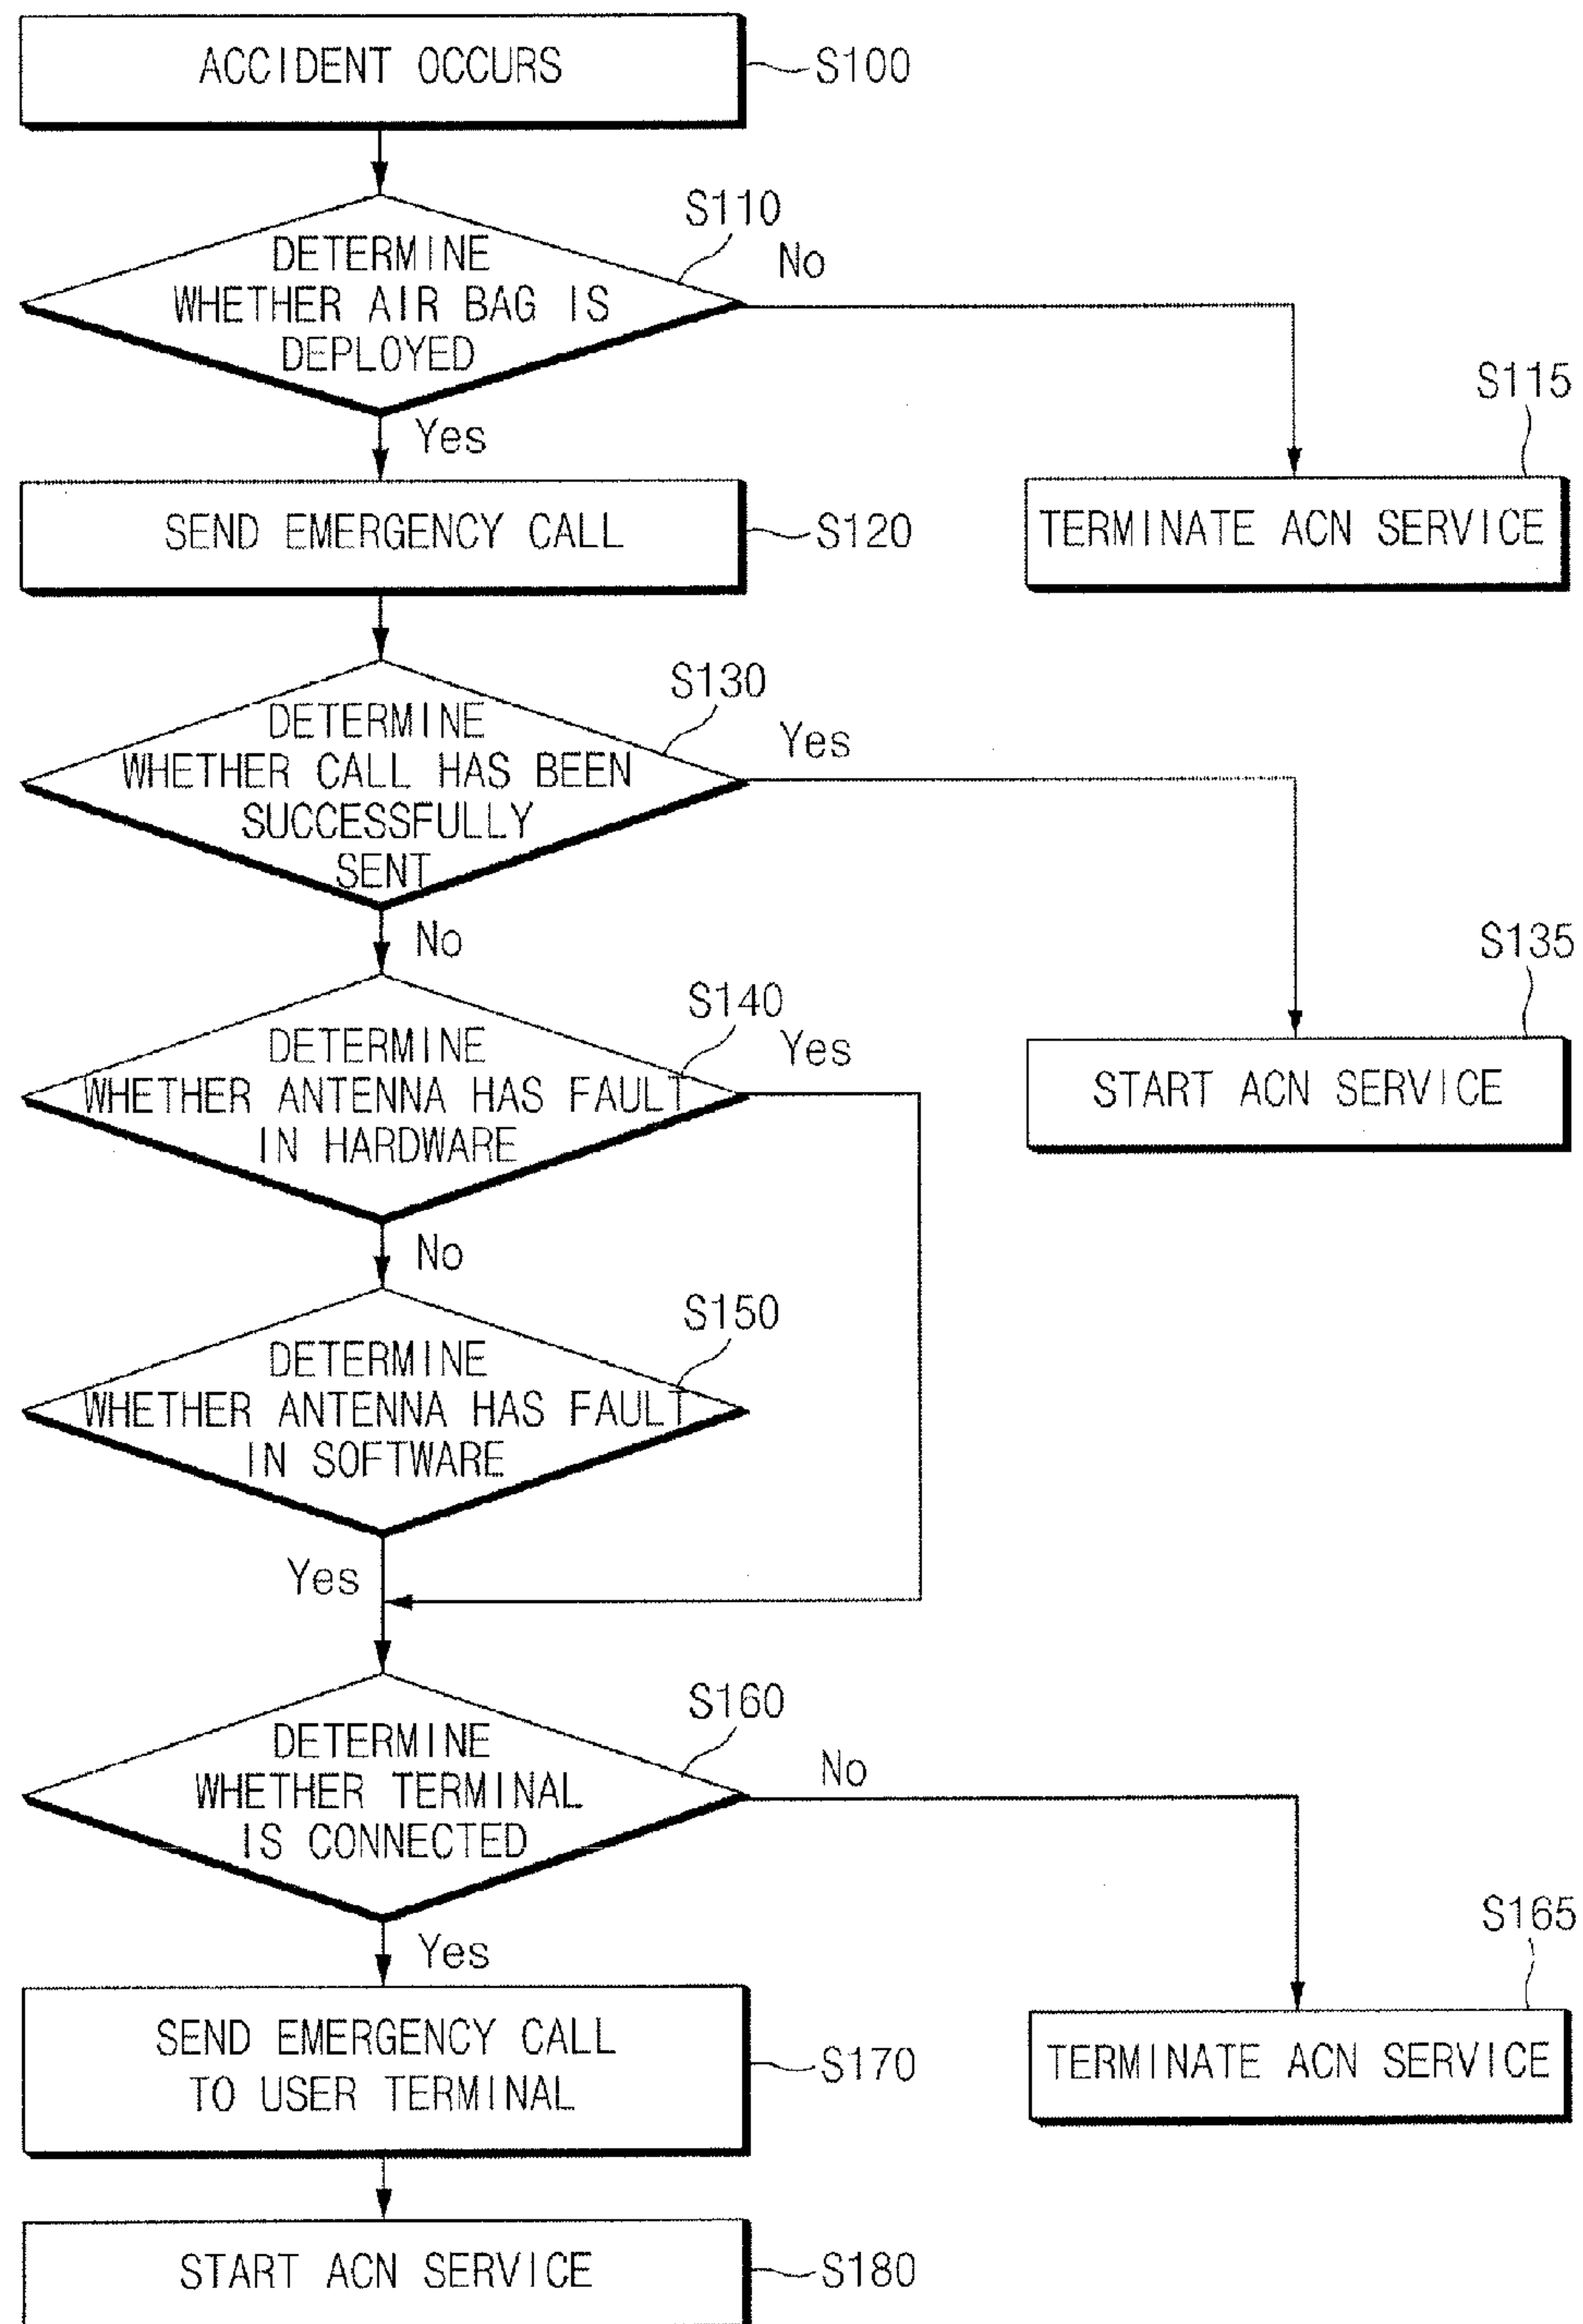 ACCIDENT OCCURS
S100
S110
DETERMINE
WHETHER AIR BAG IS
DEPLOYED
No
Yes
S115
SEND EMERGENCY CALL
S120
TERMINATE ACN SERVICE
S130
DETERMINE
WHETHER CALL HAS BEEN
SUCCESSFULLY
SENT
Yes
No
S135
START ACN SERVICE
S140
DETERMINE
WHETHER ANTENNA HAS FAULT
IN HARDWARE
Yes
No
S150
DETERMINE
WHETHER ANTENNA HAS FAULT
IN SOFTWARE
Yes
S160
DETERMINE
WHETHER TERMINAL
IS CONNECTED
No
Yes
S165
SEND EMERGENCY CALL
TO USER TERMINAL
S170
TERMINATE ACN SERVICE
START ACN SERVICE
S180